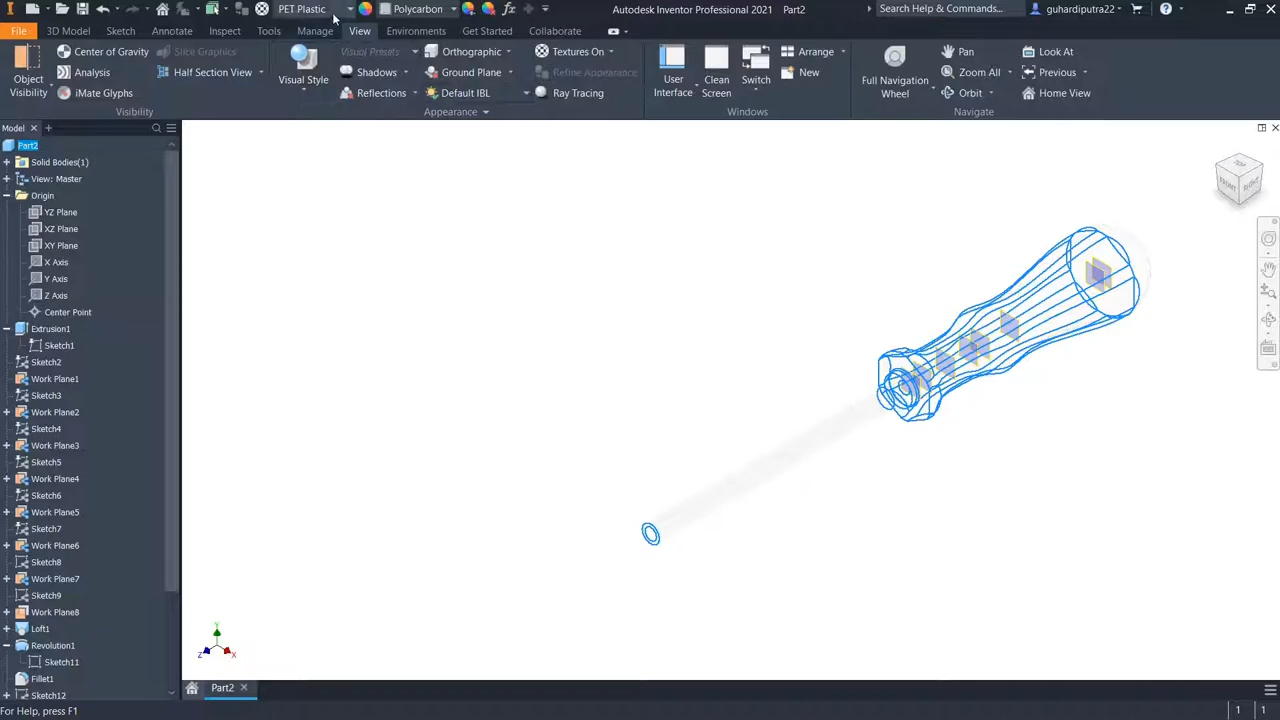 PET Plastic Polycarbon Autodesk Inventor Professional 2021 Part2 Search Help & Commands... guhardiputra22
File 3D Model Sketch Annotate Inspect Tools Manage View Environments Get Started Collaborate
Object Visibility
Center of Gravity
Analysis
iMate Glyphs
Slice Graphics
Half Section View
Visibility
Visual Style
Visual Presets
Shadows
Reflections
Orthographic
Ground Plane
Default IBL
Textures On
Refine Appearance
Ray Tracing
Appearance
User Interface
Clean Screen
Switch
Arrange
New
Windows
Full Navigation Wheel
Pan
Zoom All
Orbit
Look At
Previous
Home View
Navigate
Model
Part2
Solid Bodies(1)
View: Master
Origin
YZ Plane
XZ Plane
XY Plane
X Axis
Y Axis
Z Axis
Center Point
Extrusion1
Sketch1
Sketch2
Work Plane1
Sketch3
Work Plane2
Sketch4
Work Plane3
Sketch5
Work Plane4
Sketch6
Work Plane5
Sketch7
Work Plane6
Sketch8
Work Plane7
Sketch9
Work Plane8
Loft1
Revolution1
Sketch11
Fillet1
Sketch12
TOP
FRONT
RIGHT
Y
Z
X
Part2
For Help, press F1
1 1